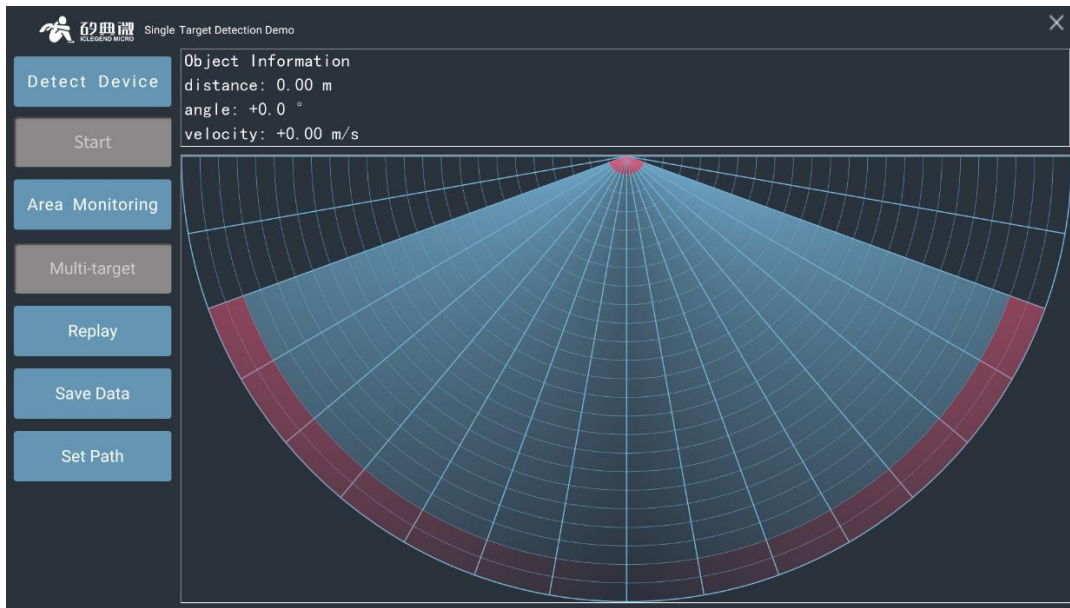 矽典微
ICLEGEND MICRO
Single Target Detection Demo
Object Information
distance: 0.00 m
angle: +0.0 °
velocity: +0.00 m/s
Detect Device
Start
Area Monitoring
Multi-target
Replay
Save Data
Set Path